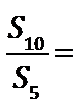 S₁₀/S₅ =